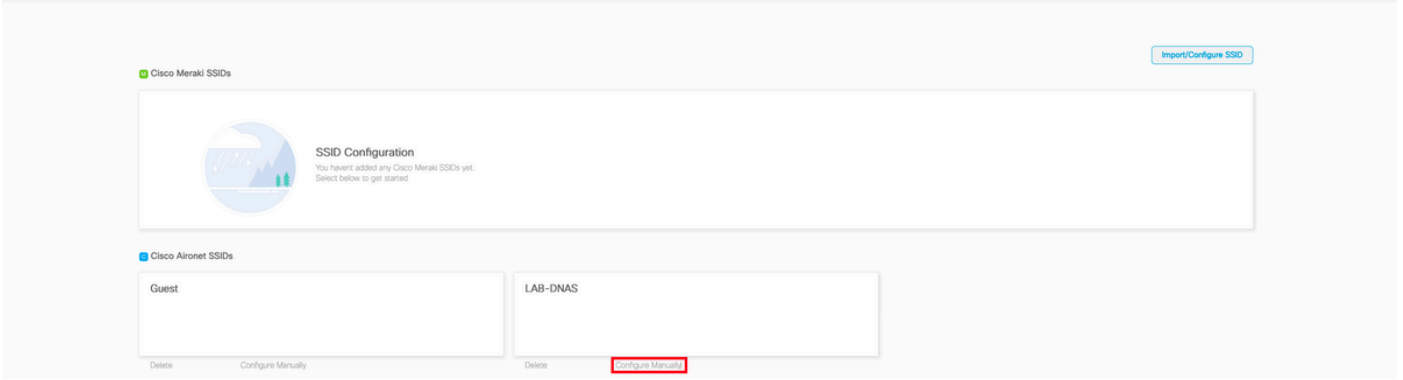 Import/Configure SSID
M Cisco Meraki SSIDs
SSID Configuration
You havent added any Cisco Meraki SSIDs yet.
Select below to get started
C Cisco Aironet SSIDs
Guest
LAB-DNAS
Delete Configure Manually
Delete Configure Manually